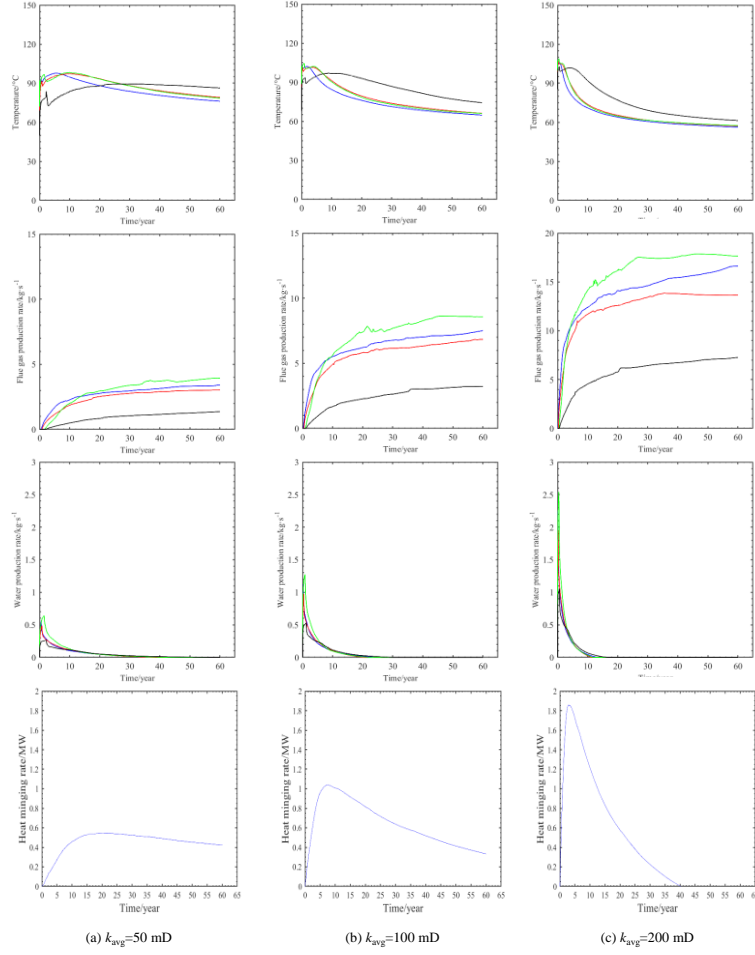 150
120
90
60
30
0
Temperature/°C
0 10 20 30 40 50 60
Time/year
150
120
90
60
30
0
Temperature/°C
0 10 20 30 40 50 60
Time/year
150
120
90
60
30
0
Temperature/°C
0 10 20 30 40 50 60
15
10
5
0
Flue gas production rate/kg·s⁻¹
0 10 20 30 40 50 60
Time/year
15
10
5
0
Flue gas production rate/kg·s⁻¹
0 10 20 30 40 50 60
Time/year
20
15
10
5
0
Flue gas production rate/kg·s⁻¹
0 10 20 30 40 50 60
Time/year
3
2.5
2
1.5
1
0.5
0
Water production rate/kg·s⁻¹
0 10 20 30 40 50 60
Time/year
3
2.5
2
1.5
1
0.5
0
Water production rate/kg·s⁻¹
0 10 20 30 40 50 60
Time/year
3
2.5
2
1.5
1
0.5
0
Water production rate/kg·s⁻¹
0 10 20 30 40 50 60
2
1.8
1.6
1.4
1.2
1
0.8
0.6
0.4
0.2
0
Heat minging rate/MW
0 5 10 15 20 25 30 35 40 45 50 55 60 65
Time/year
2
1.8
1.6
1.4
1.2
1
0.8
0.6
0.4
0.2
0
Heat minging rate/MW
0 5 10 15 20 25 30 35 40 45 50 55 60 65
Time/year
2
1.8
1.6
1.4
1.2
1
0.8
0.6
0.4
0.2
0
Heat minging rate/MW
0 5 10 15 20 25 30 35 40 45 50 55 60 65
Time/year
(a) kavg=50 mD
(b) kavg=100 mD
(c) kavg=200 mD